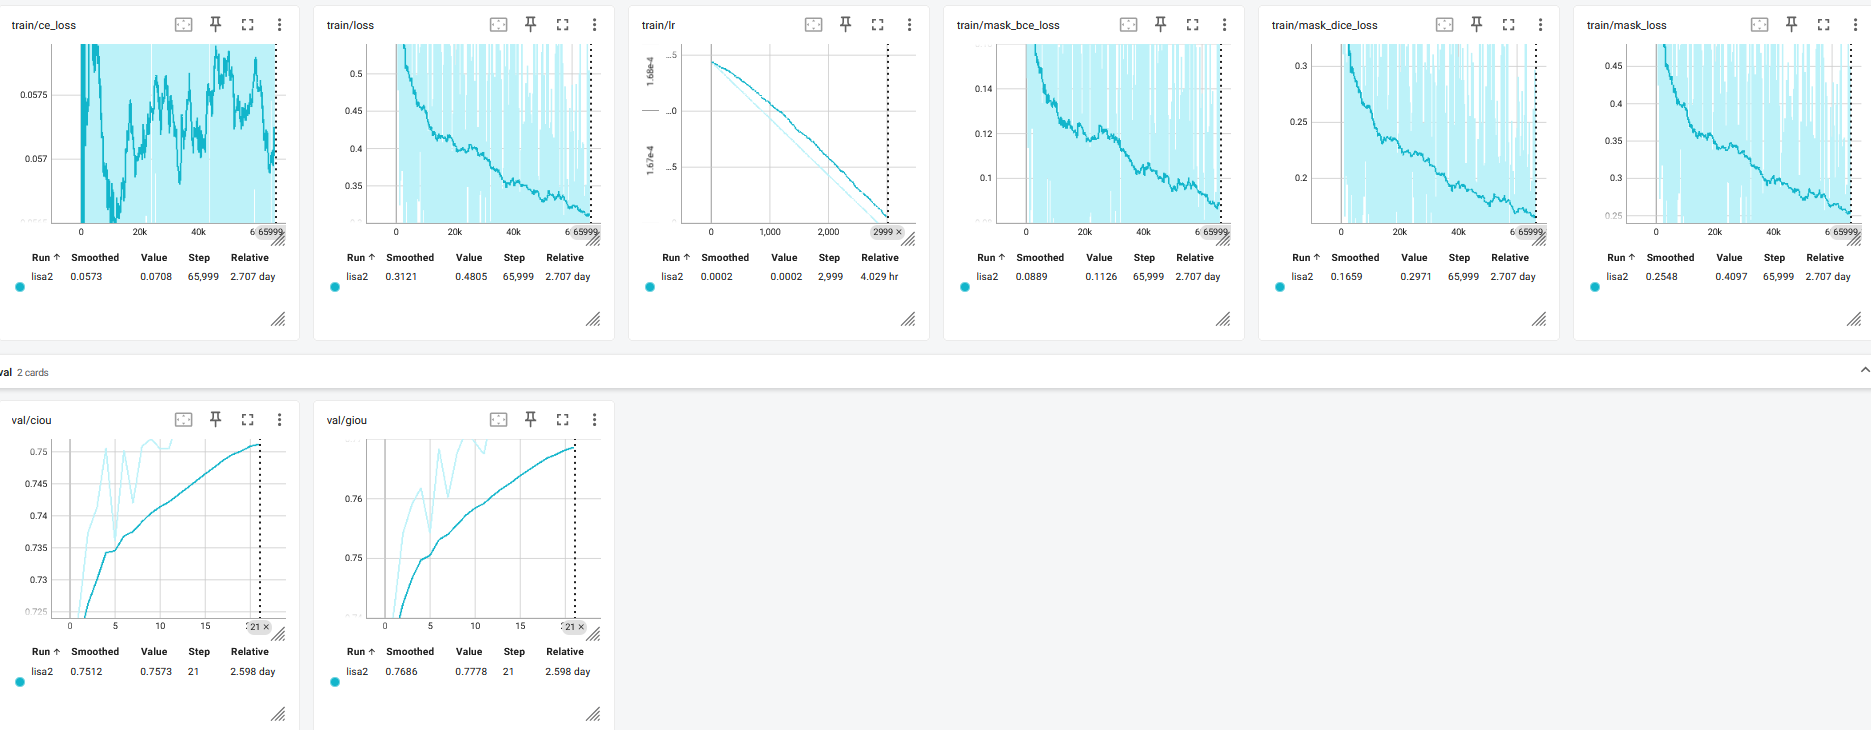 train/ce_loss
0.0575
0.057
0 20k 40k 6 65999
Run ↑ Smoothed Value Step Relative
lisa2 0.0573 0.0708 65,999 2.707 day
train/loss
0.5
0.45
0.4
0.35
0 20k 40k 6 65999
Run ↑ Smoothed Value Step Relative
lisa2 0.3121 0.4805 65,999 2.707 day
train/lr
1.68e-4
1.67e-4
...5
...0
...5
0 1,000 2,000 2999 ×
Run ↑ Smoothed Value Step Relative
lisa2 0.0002 0.0002 2,999 4.029 hr
train/mask_bce_loss
0.14
0.12
0.1
0 20k 40k 6 65999
Run ↑ Smoothed Value Step Relative
lisa2 0.0889 0.1126 65,999 2.707 day
train/mask_dice_loss
0.3
0.25
0.2
0 20k 40k 65999
Run ↑ Smoothed Value Step Relative
lisa2 0.1659 0.2971 65,999 2.707 day
train/mask_loss
0.45
0.4
0.35
0.3
0.25
0 20k 40k 65999
Run ↑ Smoothed Value Step Relative
lisa2 0.2548 0.4097 65,999 2.707 day
val 2 cards
val/ciou
0.75
0.745
0.74
0.735
0.73
0.725
0 5 10 15 21 ×
Run ↑ Smoothed Value Step Relative
lisa2 0.7512 0.7573 21 2.598 day
val/giou
0.76
0.75
0 5 10 15 21 ×
Run ↑ Smoothed Value Step Relative
lisa2 0.7686 0.7778 21 2.598 day